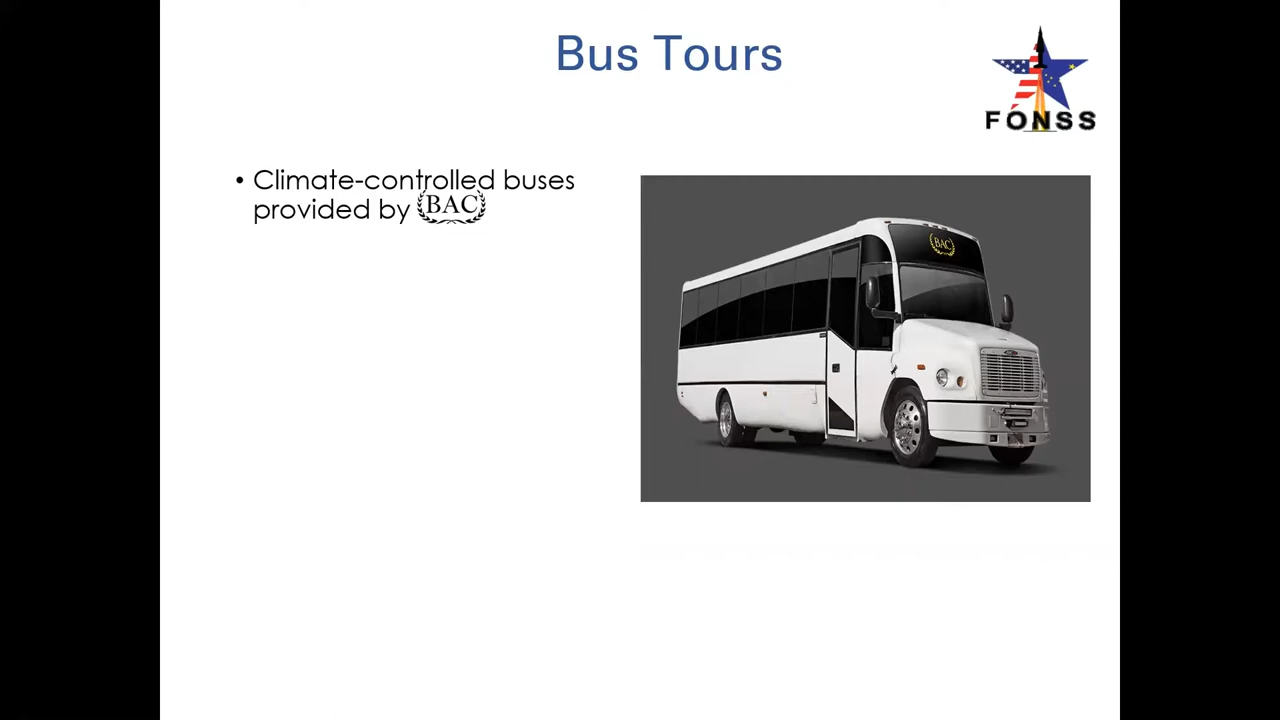 Bus Tours
FONSS
• Climate-controlled buses
provided by BAC
BAC